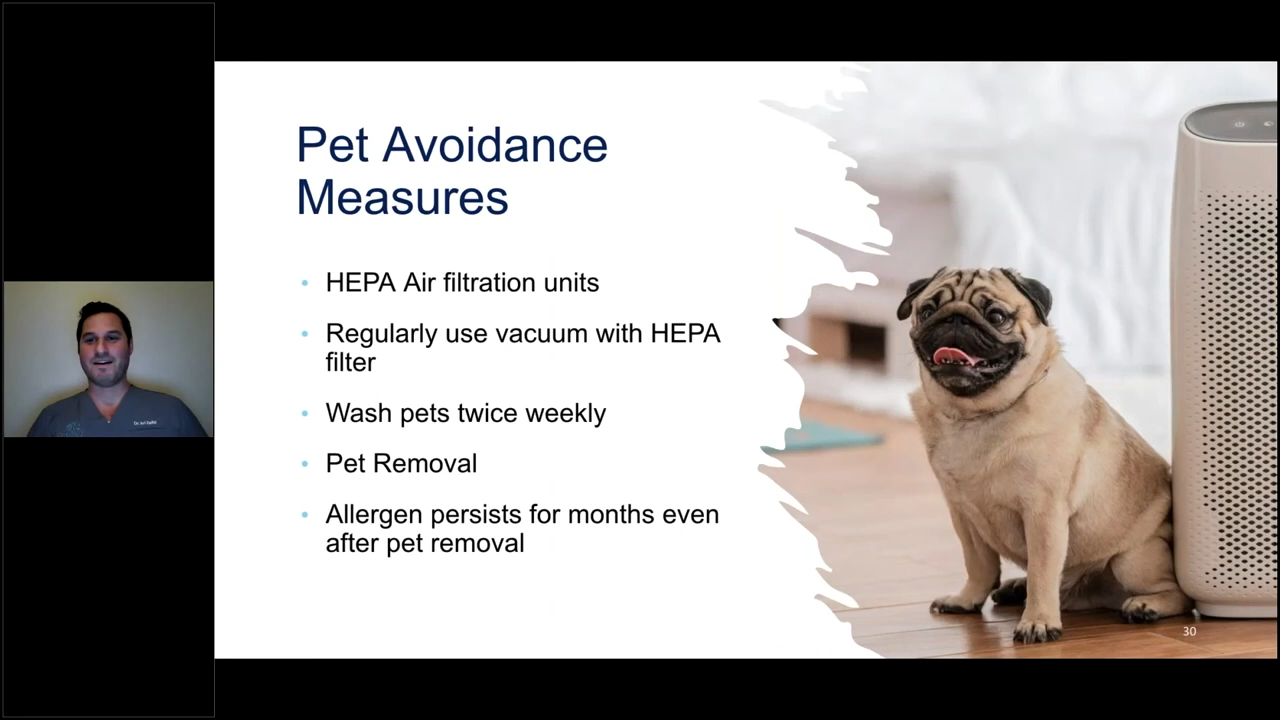 Pet Avoidance
Measures
• HEPA Air filtration units
• Regularly use vacuum with HEPA
filter
• Wash pets twice weekly
• Pet Removal
• Allergen persists for months even
after pet removal
30